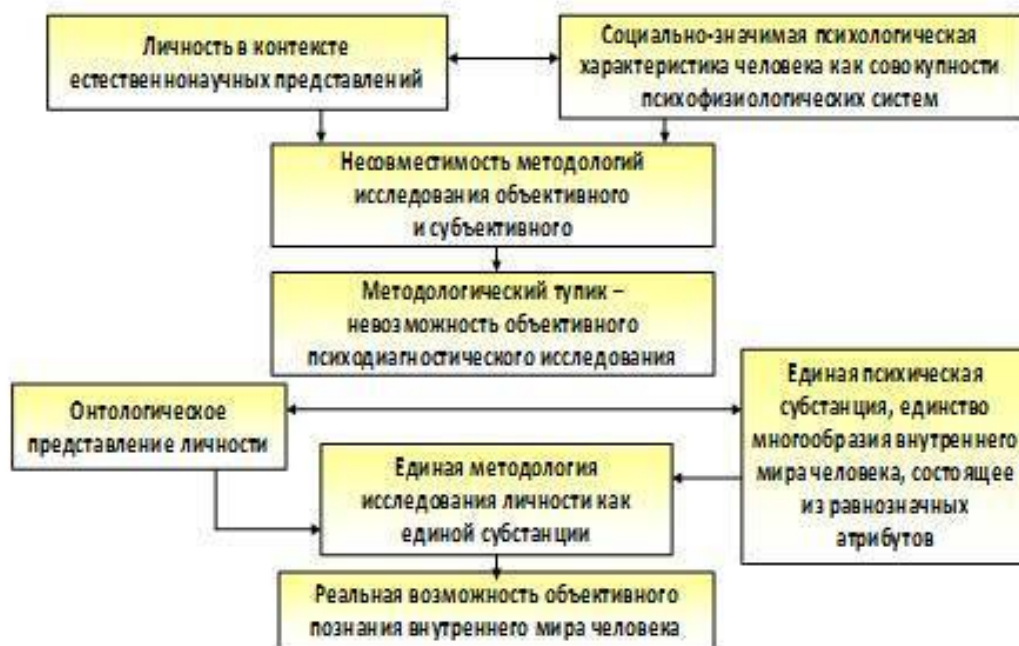 Личность в контексте
естественнонаучных представлений
Социально-значимая психологическая
характеристика человека как совокупности
психофизиологических систем
Несовместимость методологий
исследования объективного
и субъективного
Методологический тупик –
невозможность объективного
психодиагностического исследования
Онтологическое
представление личности
Единая психическая
субстанция, единство
многообразия внутреннего
мира человека, состоящее
из равнозначных
атрибутов
Единая методология
исследования личности как
единой субстанции
Реальная возможность объективного
познания внутреннего мира человека